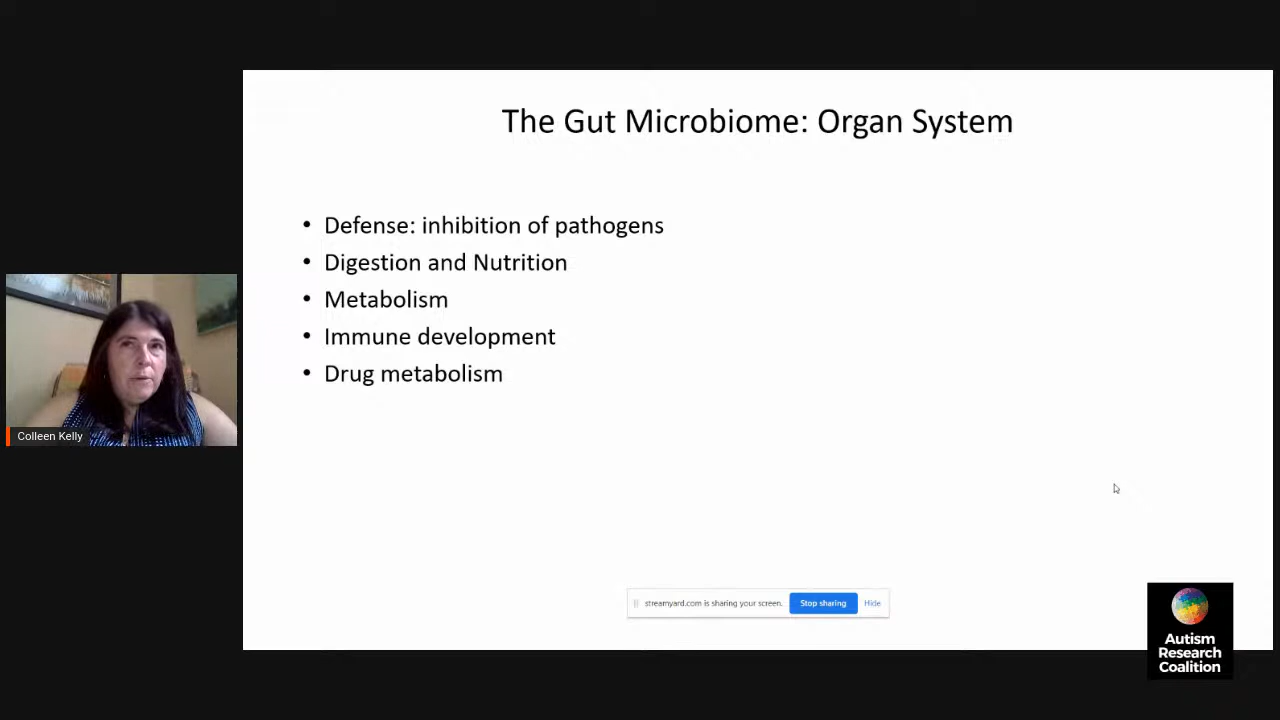 The Gut Microbiome: Organ System
• Defense: inhibition of pathogens
• Digestion and Nutrition
• Metabolism
• Immune development
• Drug metabolism
Colleen Kelly
streamyard.com is sharing your screen. Stop sharing Hide
Autism
Research
Coalition